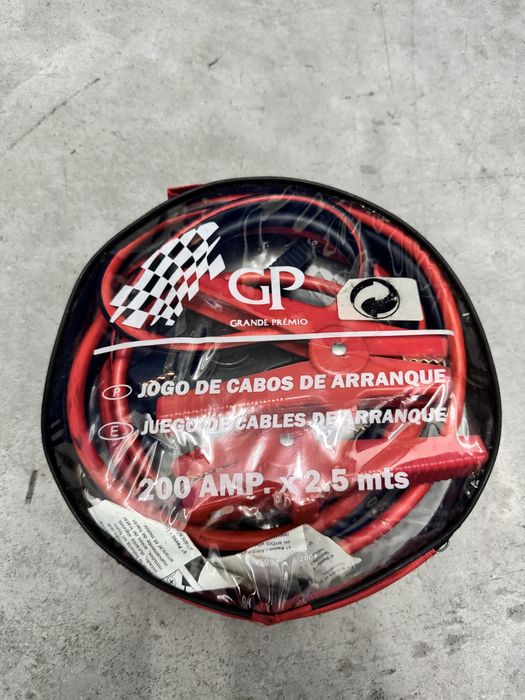 GP
GRANDE PRÉMIO
P JOGO DE CABOS DE ARRANQUE
E JUEGO DE CABLES DE ARRANQUE
200 AMP. x 2.5 mts